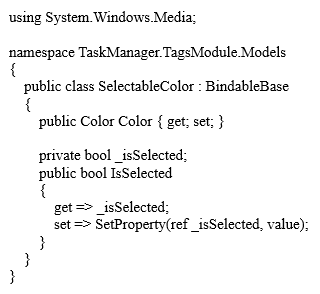 using System.Windows.Media;

namespace TaskManager.TagsModule.Models
{
    public class SelectableColor : BindableBase
    {
        public Color Color { get; set; }

        private bool _isSelected;
        public bool IsSelected
        {
            get => _isSelected;
            set => SetProperty(ref _isSelected, value);
        }
    }
}